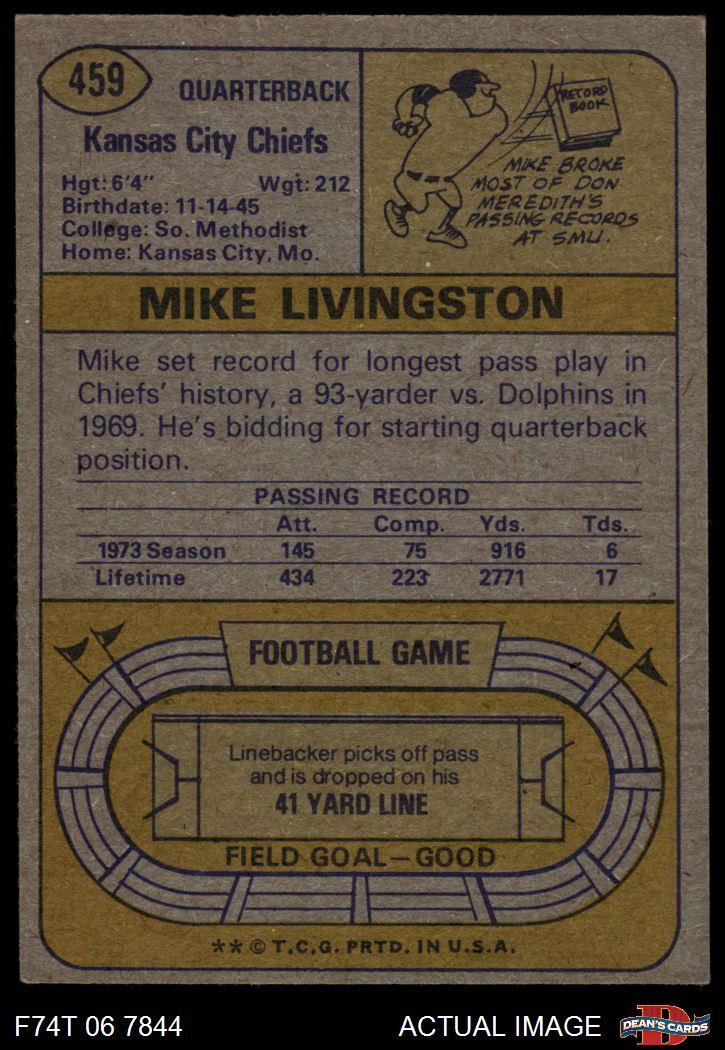 459
QUARTERBACK
Kansas City Chiefs
Hgt: 6'4" Wgt: 212
Birthdate: 11-14-45
College: So. Methodist
Home: Kansas City, Mo.
RECORD
BOOK
MIKE BROKE
MOST OF DON
MEREDITH'S
PASSING RECORDS
AT SMU.
MIKE LIVINGSTON
Mike set record for longest pass play in
Chiefs' history, a 93-yarder vs. Dolphins in
1969. He's bidding for starting quarterback
position.
PASSING RECORD
Att. Comp. Yds. Tds.
1973 Season 145 75 916 6
Lifetime 434 223 2771 17
FOOTBALL GAME
Linebacker picks off pass
and is dropped on his
41 YARD LINE
FIELD GOAL—GOOD
** © T.C.G. PRTD. IN U.S.A.
F74T 06 7844
ACTUAL IMAGE
D
DEAN'S CARDS